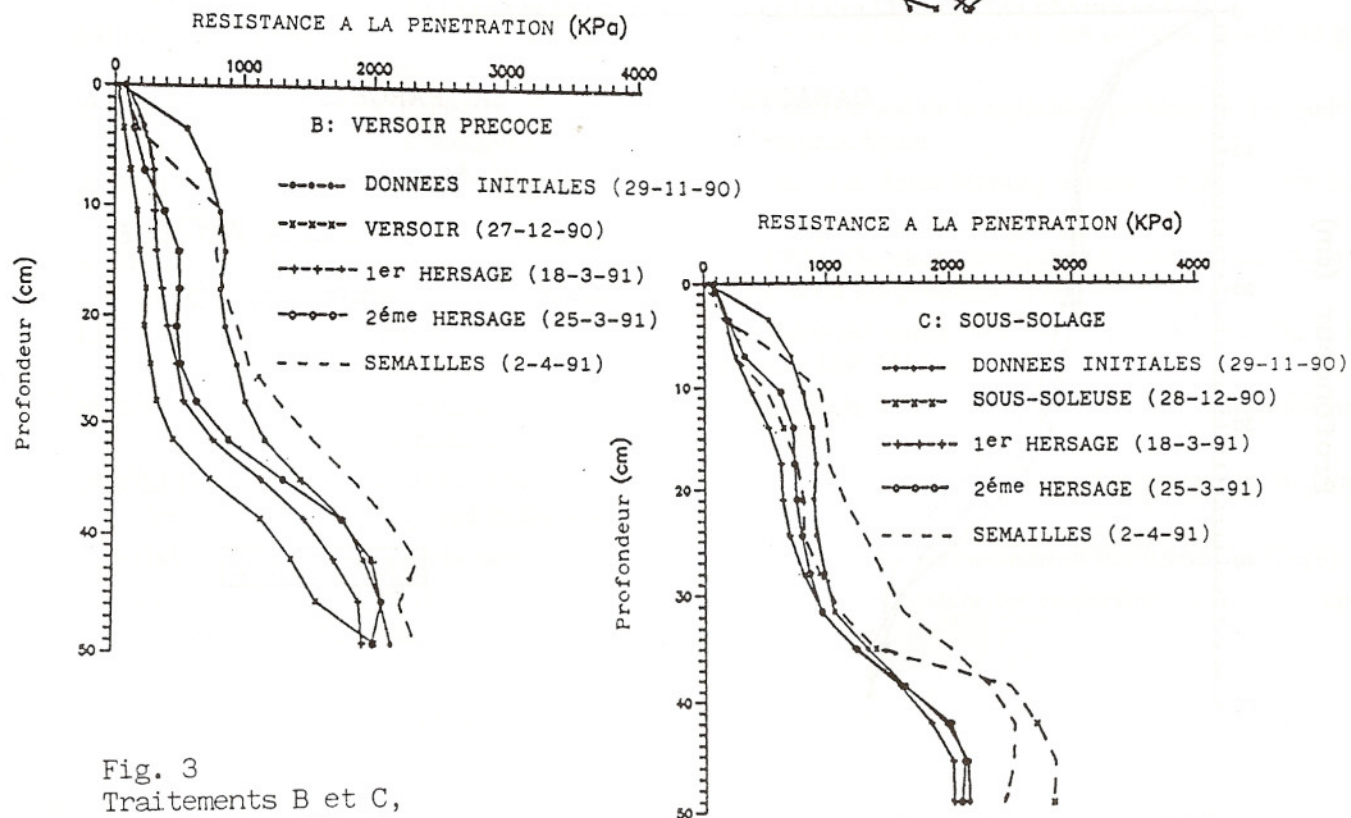 RESISTANCE A LA PENETRATION (KPa)
0 1000 2000 3000 4000
B: VERSOIR PRECOCE
DONNEES INITIALES (29-11-90)
VERSOIR (27-12-90)
1er HERSAGE (18-3-91)
2éme HERSAGE (25-3-91)
SEMAILLES (2-4-91)
Profondeur (cm)
0
10
20
30
40
50
RESISTANCE A LA PENETRATION (KPa)
0 1000 2000 3000 4000
C: SOUS-SOLAGE
DONNEES INITIALES (29-11-90)
SOUS-SOLEUSE (28-12-90)
1er HERSAGE (18-3-91)
2éme HERSAGE (25-3-91)
SEMAILLES (2-4-91)
Profondeur (cm)
0
10
20
30
40
50
Fig. 3
Traitements B et C,